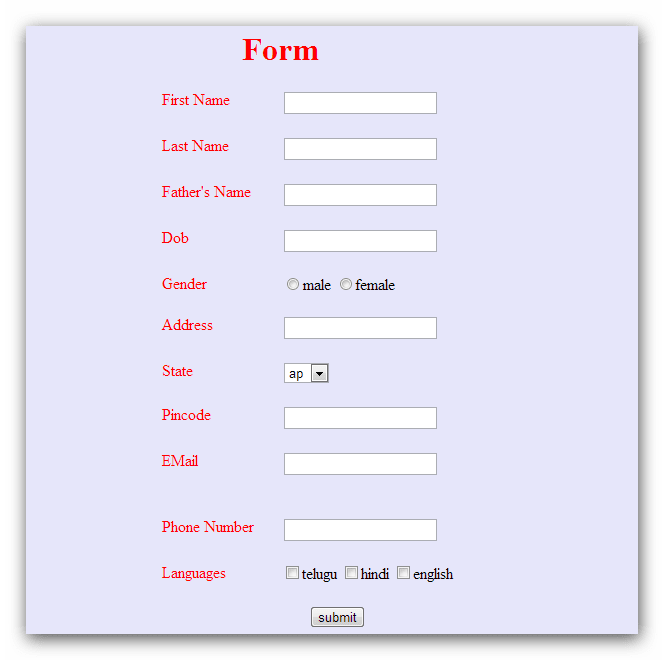 Form
First Name
Last Name
Father's Name
Dob
Gender male female
Address
State ap
Pincode
EMail
Phone Number
Languages telugu hindi english
submit